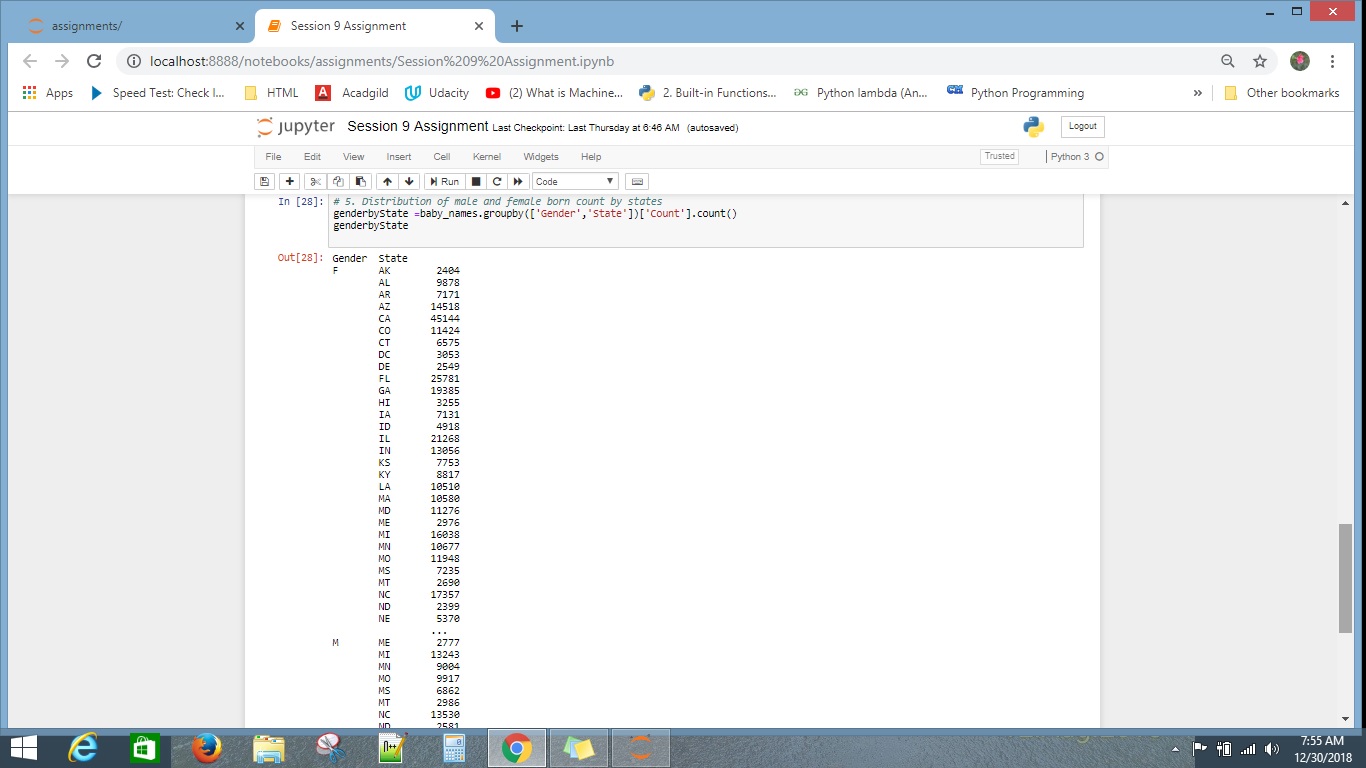 assignments/
Session 9 Assignment
localhost:8888/notebooks/assignments/Session%209%20Assignment.ipynb
Apps Speed Test: Check I... HTML Acadgild Udacity (2) What is Machine... 2. Built-in Functions... Python lambda (An... Python Programming » Other bookmarks
jupyter Session 9 Assignment Last Checkpoint: Last Thursday at 6:46 AM (autosaved) Logout
File Edit View Insert Cell Kernel Widgets Help Trusted Python 3
Run Code
In [28]: # 5. Distribution of male and female born count by states
genderbyState =baby_names.groupby(['Gender','State'])['Count'].count()
genderbyState
Out[28]: Gender State
F AK 2404
AL 9878
AR 7171
AZ 14518
CA 45144
CO 11424
CT 6575
DC 3053
DE 2549
FL 25781
GA 19385
HI 3255
IA 7131
ID 4918
IL 21268
IN 13056
KS 7753
KY 8817
LA 10510
MA 10580
MD 11276
ME 2976
MI 16038
MN 10677
MO 11948
MS 7235
MT 2690
NC 17357
ND 2399
NE 5370
...
M ME 2777
MI 13243
MN 9004
MO 9917
MS 6862
MT 2986
NC 13530
ND 2581
7:55 AM
12/30/2018